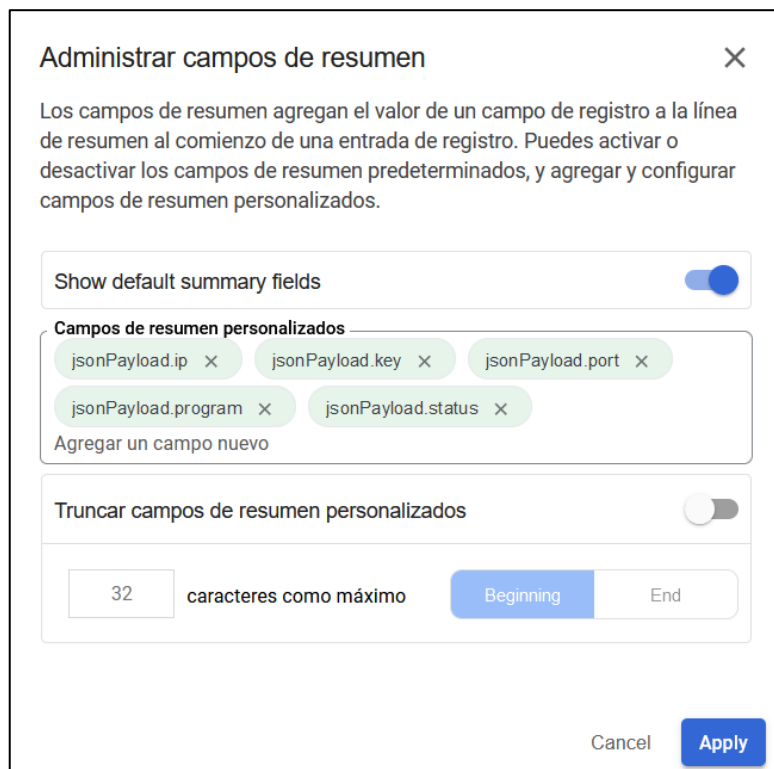 Administrar campos de resumen
Los campos de resumen agregan el valor de un campo de registro a la línea
de resumen al comienzo de una entrada de registro. Puedes activar o
desactivar los campos de resumen predeterminados, y agregar y configurar
campos de resumen personalizados.
Show default summary fields
Campos de resumen personalizados
jsonPayload.ip jsonPayload.key jsonPayload.port
jsonPayload.program jsonPayload.status
Agregar un campo nuevo
Truncar campos de resumen personalizados
32 caracteres como máximo Beginning End
Cancel Apply